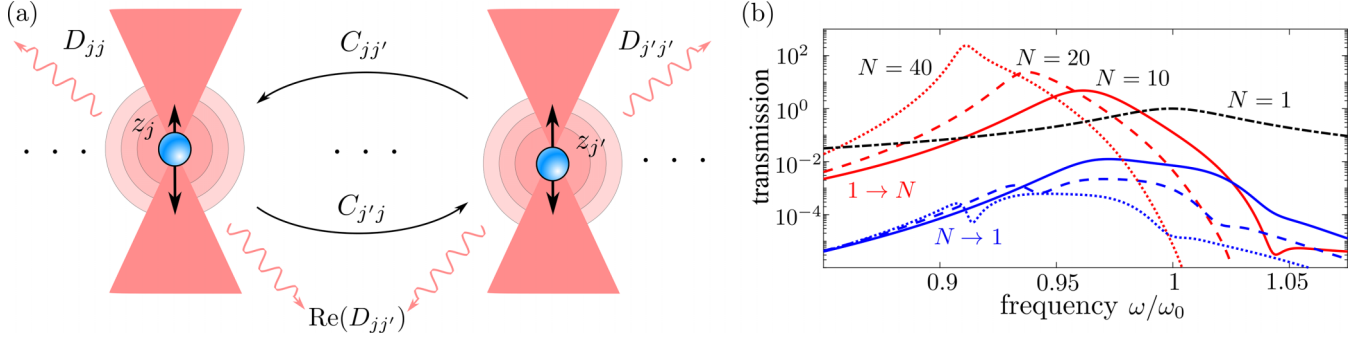 (a)
D_{jj}
C_{jj'}
D_{j'j'}
z_j
z_{j'}
. . .
. . .
. . .
C_{j'j}
Re(D_{jj'})
(b)
transmission
10^2
10^0
10^{-2}
10^{-4}
N = 40
N = 20
N = 10
N = 1
1 → N
N → 1
0.9 0.95 1 1.05
frequency ω/ω_0